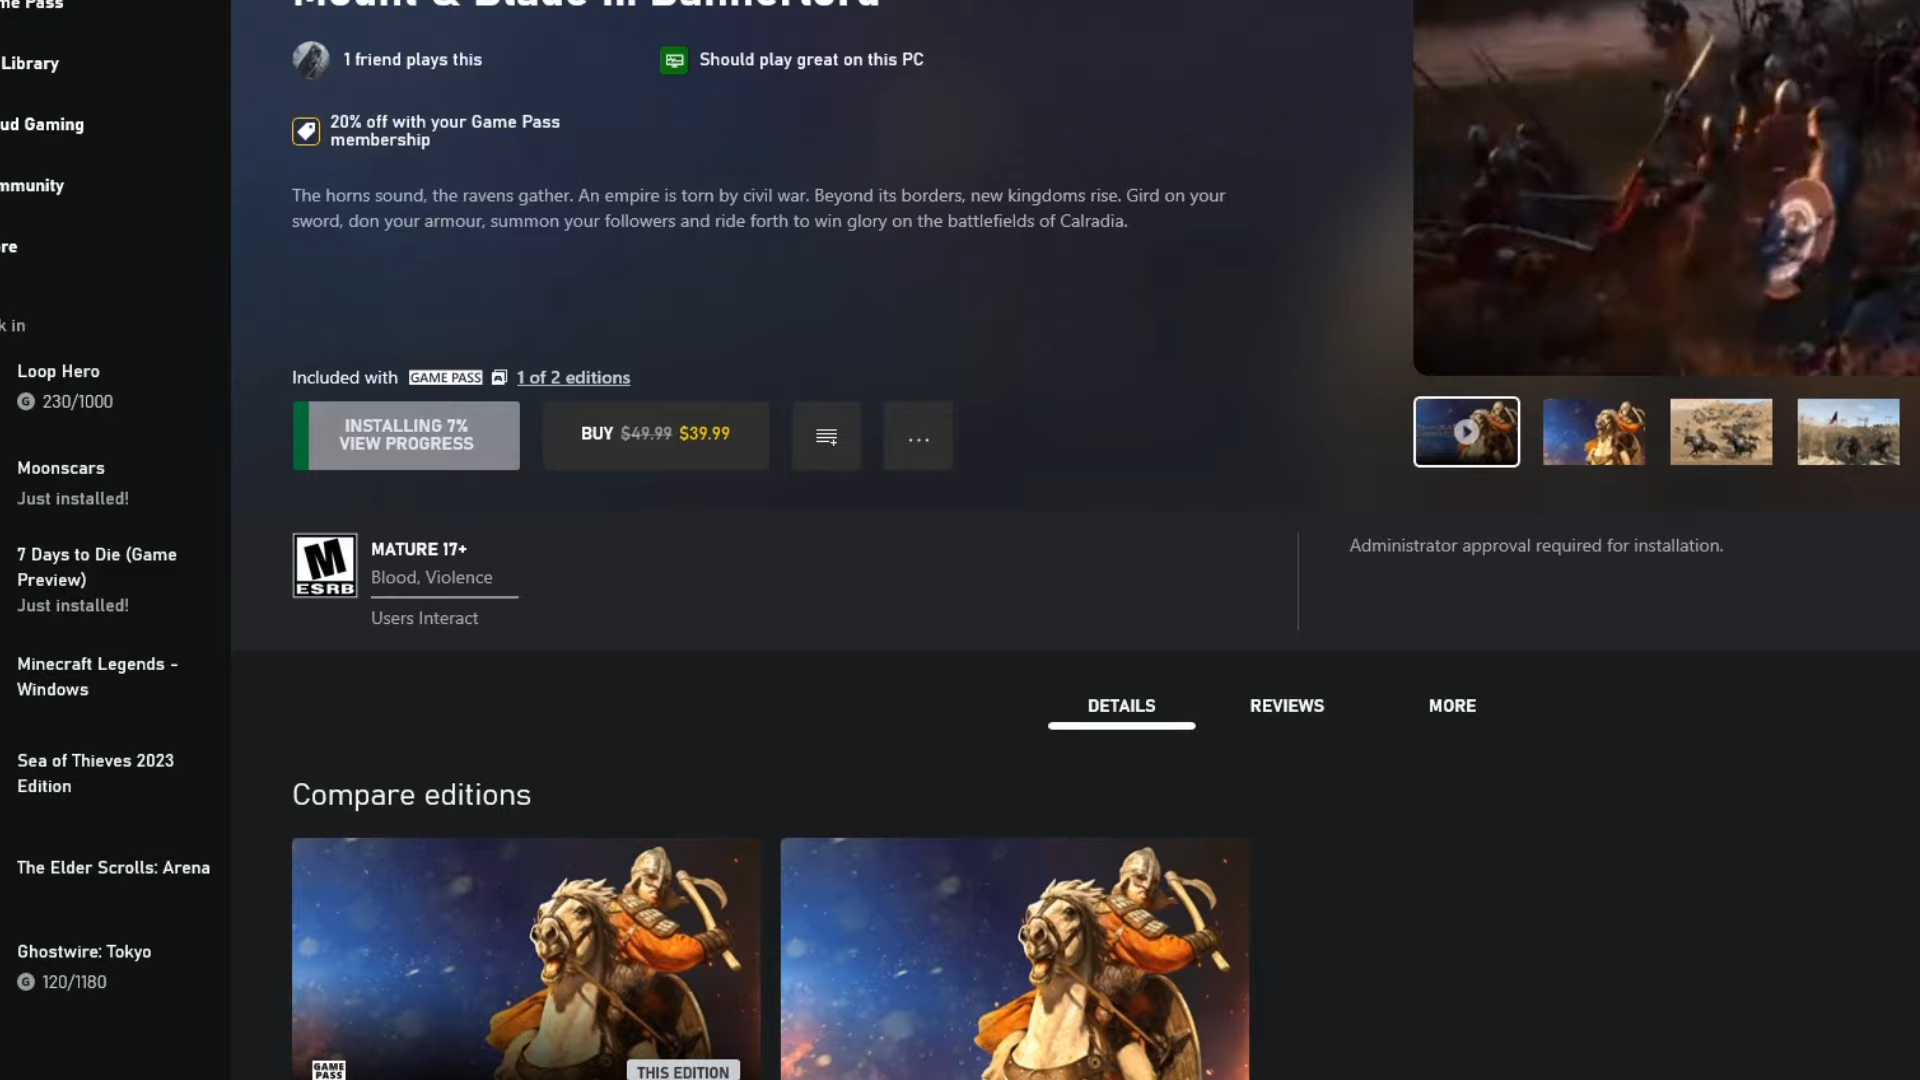 Library
Community
Loop Hero
230/1000
Moonscars
Just installed!
7 Days to Die (Game
Preview)
Just installed!
Minecraft Legends -
Windows
Sea of Thieves 2023
Edition
The Elder Scrolls: Arena
Ghostwire: Tokyo
120/1180
1 friend plays this
Should play great on this PC
20% off with your Game Pass
membership
The horns sound, the ravens gather. An empire is torn by civil war. Beyond its borders, new kingdoms rise. Gird on your
sword, don your armour, summon your followers and ride forth to win glory on the battlefields of Calradia.
Included with GAME PASS 1 of 2 editions
INSTALLING 7%
VIEW PROGRESS
BUY $49.99 $39.99
...
M
ESRB
MATURE 17+
Blood, Violence
Users Interact
Administrator approval required for installation.
DETAILS
REVIEWS
MORE
Compare editions
GAME
PASS
THIS EDITION